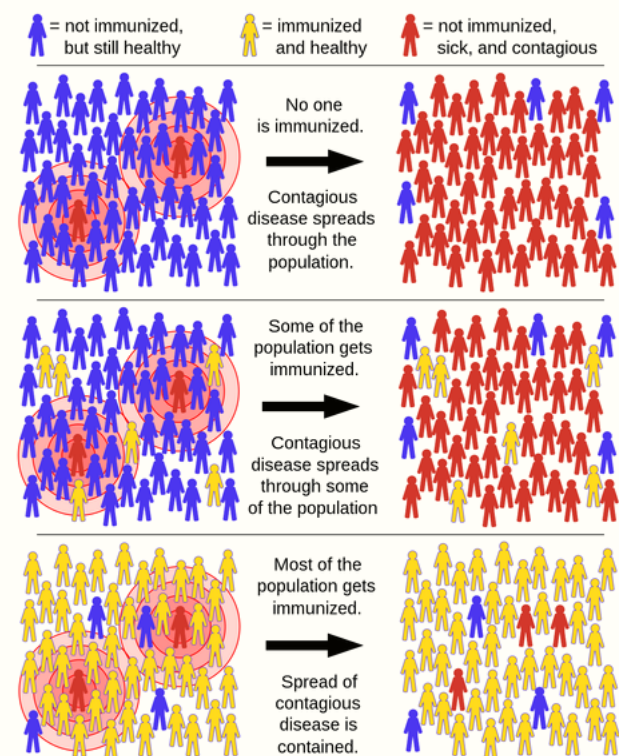 = not immunized,
but still healthy
= immunized
and healthy
= not immunized,
sick, and contagious
No one
is immunized.
Contagious
disease spreads
through the
population.
Some of the
population gets
immunized.
Contagious
disease spreads
through some
of the population
Most of the
population gets
immunized.
Spread of
contagious
disease is
contained.